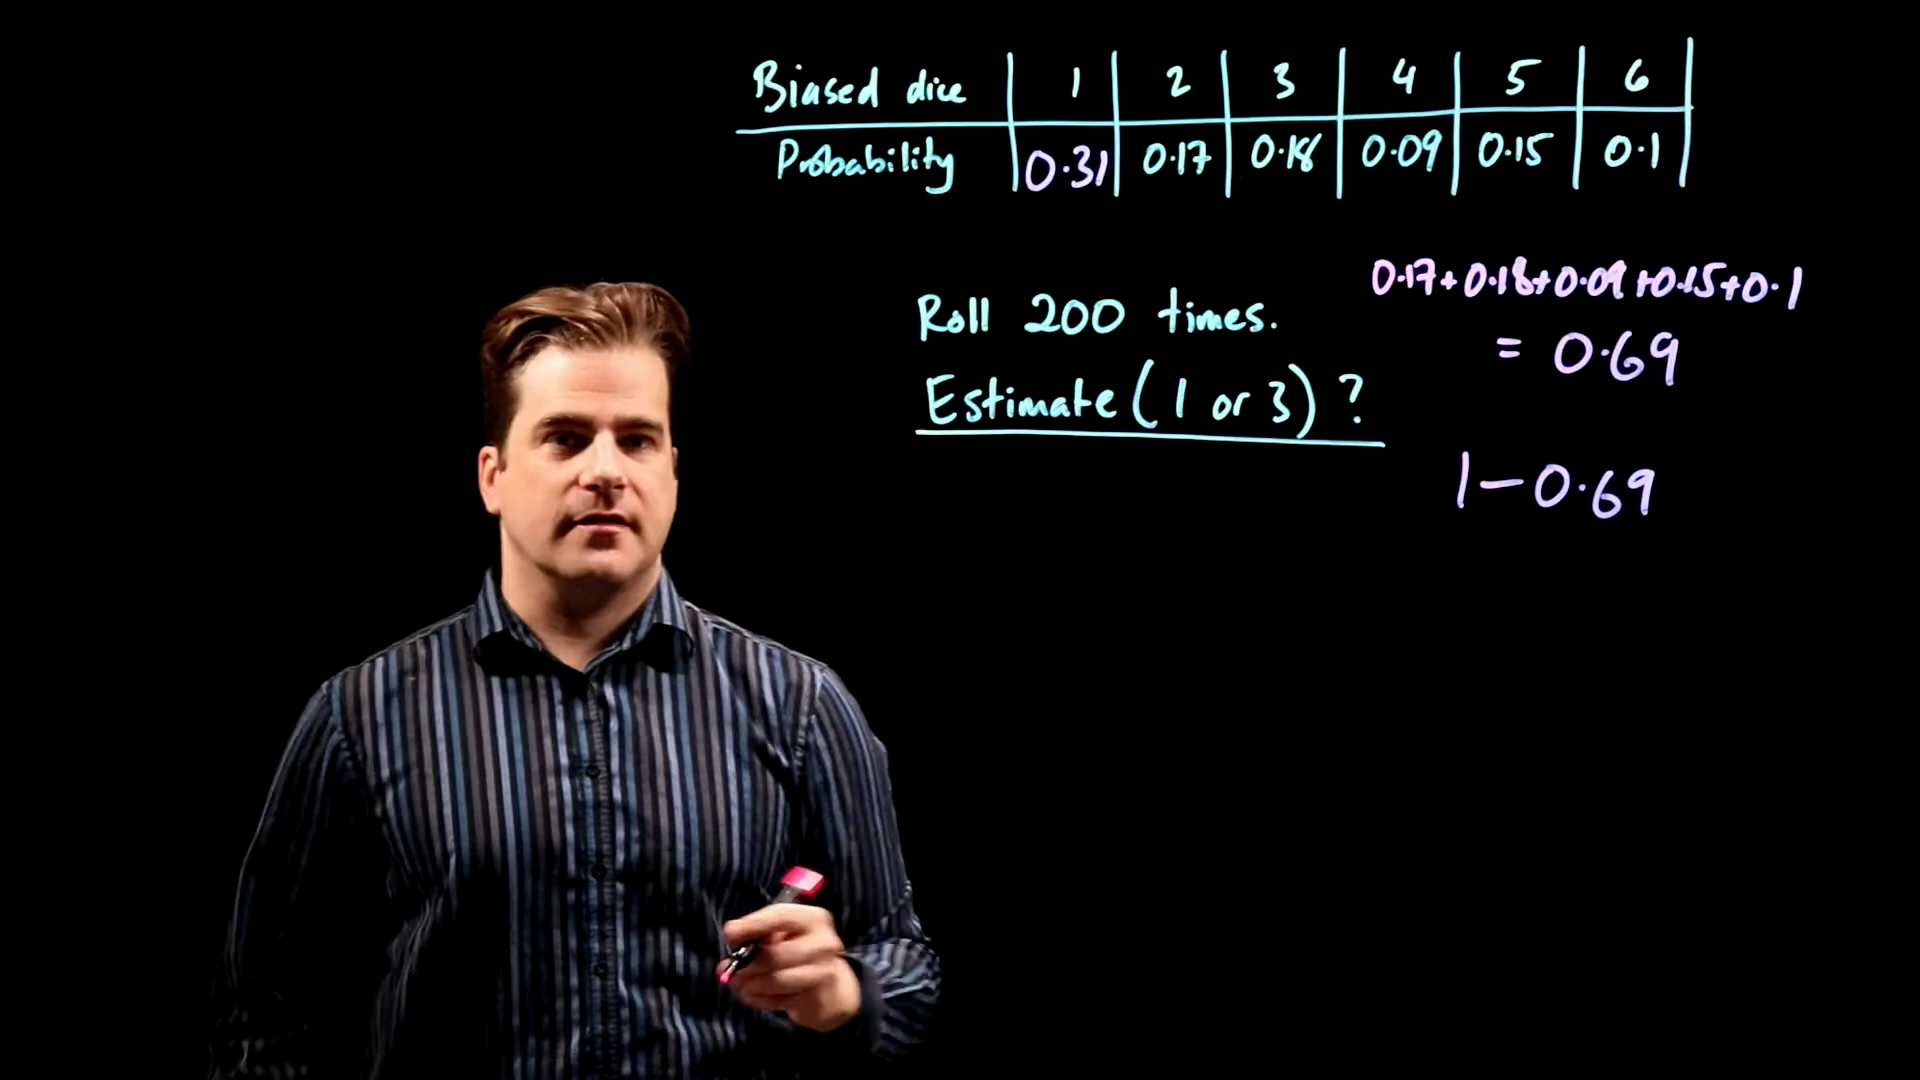 Biased dice 1 2 3 4 5 6
Probability 0.31 0.17 0.18 0.09 0.15 0.1
0.17+0.18+0.09+0.15+0.1
Roll 200 times.
= 0.69
Estimate (1 or 3)?
1-0.69